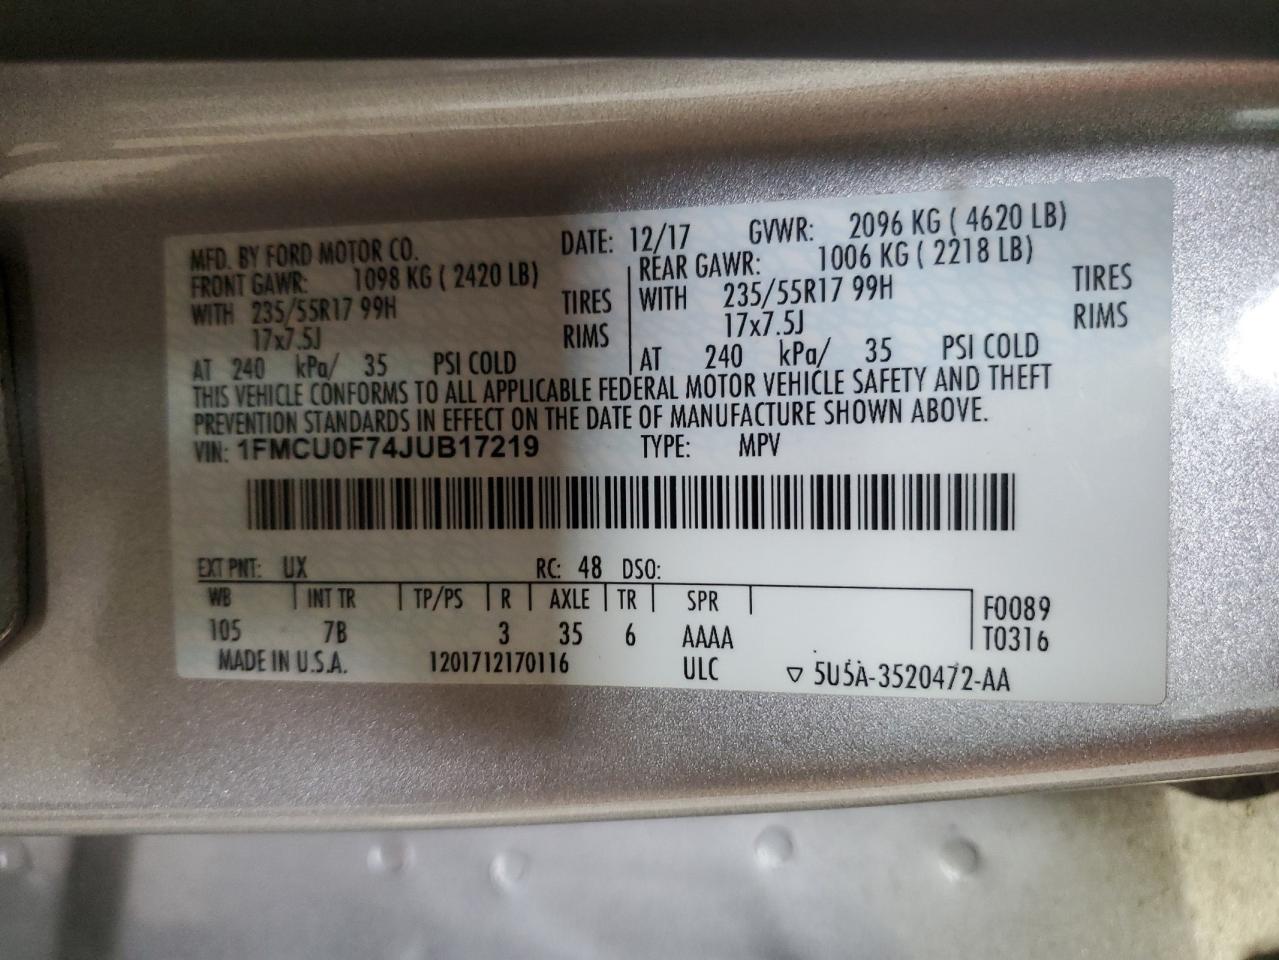 MFD. BY FORD MOTOR CO. DATE: 12/17 GVWR: 2096 KG ( 4620 LB)
FRONT GAWR: 1098 KG ( 2420 LB) REAR GAWR: 1006 KG ( 2218 LB)
WITH 235/55R17 99H TIRES WITH 235/55R17 99H TIRES
17x7.5J RIMS 17x7.5J RIMS
AT 240 kPa/ 35 PSI COLD AT 240 kPa/ 35 PSI COLD
THIS VEHICLE CONFORMS TO ALL APPLICABLE FEDERAL MOTOR VEHICLE SAFETY AND THEFT
PREVENTION STANDARDS IN EFFECT ON THE DATE OF MANUFACTURE SHOWN ABOVE.
VIN: 1FMCU0F74JUB17219 TYPE: MPV
EXT PNT: UX RC: 48 DSO:
WB INT TR TP/PS R AXLE TR SPR F0089
105 7B 3 35 6 AAAA T0316
MADE IN U.S.A. 1201712170116 ULC ▽ 5U5A-3520472-AA